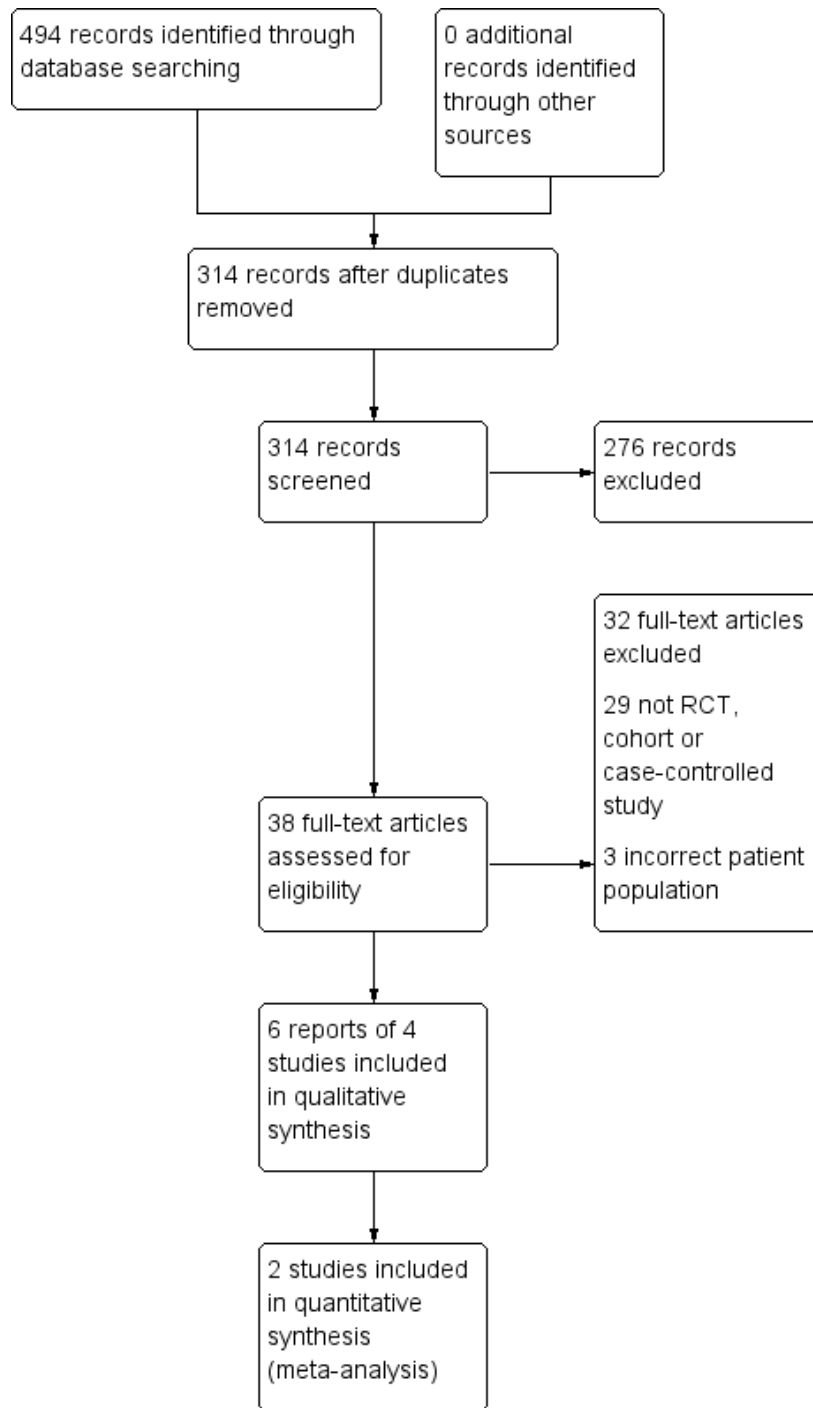 494 records identified through
database searching
0 additional
records identified
through other
sources
314 records after duplicates
removed
314 records
screened
276 records
excluded
32 full-text articles
excluded
29 not RCT,
cohort or
case-controlled
study
3 incorrect patient
population
38 full-text articles
assessed for
eligibility
6 reports of 4
studies included
in qualitative
synthesis
2 studies included
in quantitative
synthesis
(meta-analysis)